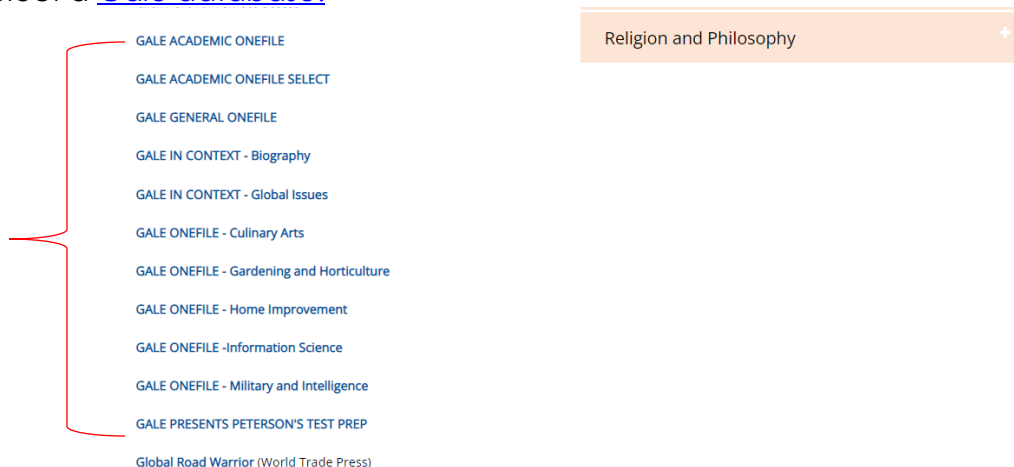 Gale database.
GALE ACADEMIC ONEFILE
GALE ACADEMIC ONEFILE SELECT
GALE GENERAL ONEFILE
GALE IN CONTEXT - Biography
GALE IN CONTEXT - Global Issues
GALE ONEFILE - Culinary Arts
GALE ONEFILE - Gardening and Horticulture
GALE ONEFILE - Home Improvement
GALE ONEFILE -Information Science
GALE ONEFILE - Military and Intelligence
GALE PRESENTS PETERSON'S TEST PREP
Global Road Warrior (World Trade Press)
Religion and Philosophy
+